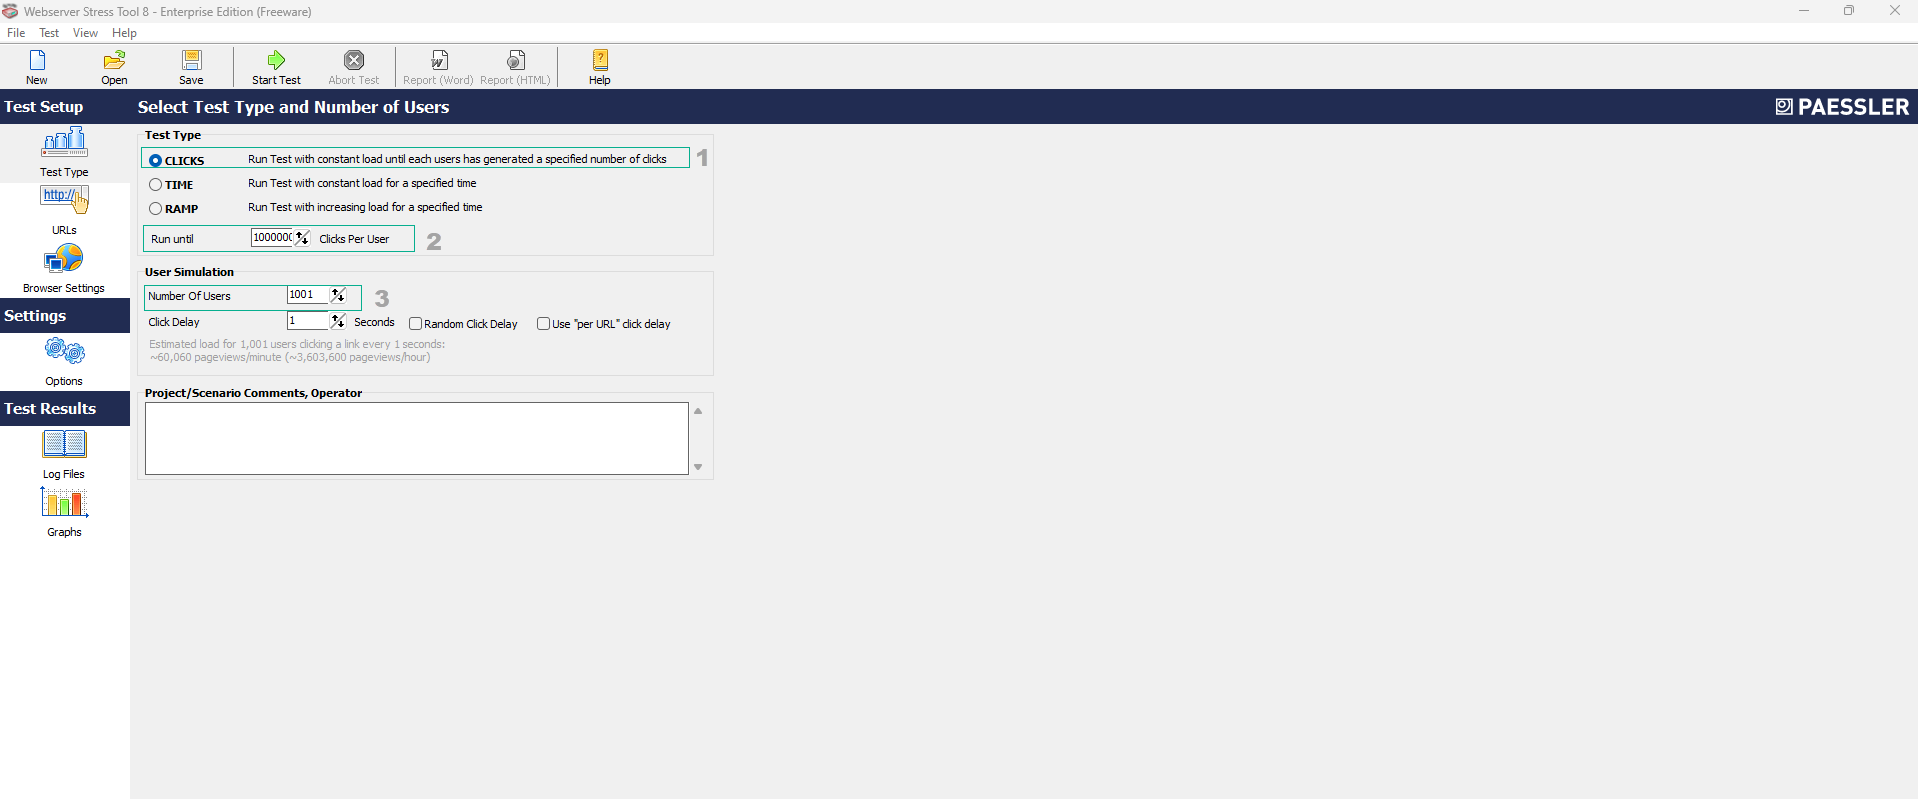 Webserver Stress Tool 8 - Enterprise Edition (Freeware)
File Test View Help
New Open Save Start Test Abort Test Report (Word) Report (HTML) Help
Test Setup
Select Test Type and Number of Users
PAESSLER
Test Type
URLs
Browser Settings
Settings
Options
Test Results
Log Files
Graphs
Test Type
CLICKS Run Test with constant load until each users has generated a specified number of clicks 1
TIME Run Test with constant load for a specified time
RAMP Run Test with increasing load for a specified time
Run until 1000000 Clicks Per User 2
User Simulation
Number Of Users 1001 3
Click Delay 1 Seconds Random Click Delay Use "per URL" click delay
Estimated load for 1,001 users clicking a link every 1 seconds:
~60,060 pageviews/minute (~3,603,600 pageviews/hour)
Project/Scenario Comments, Operator
http://